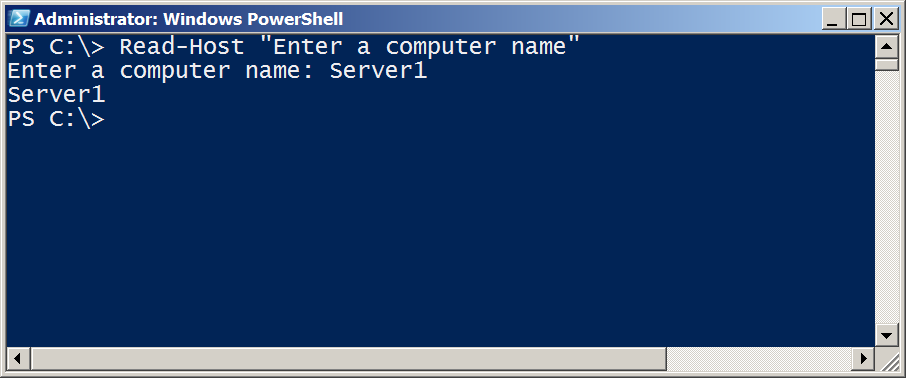 Administrator: Windows PowerShell
PS C:\> Read-Host "Enter a computer name"
Enter a computer name: Server1
Server1
PS C:\>